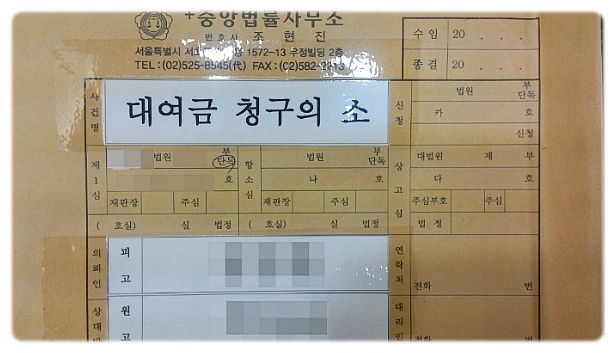 중앙법률사무소
변호사 조현진
서울특별시 서초 1572-13 우정빌딩 2층
TEL : (02)525-8545(代) FAX : (02)582-2213
수임 20 . . .
종결 20 . . .
사건명
대여금 청구의 소
신청
법원 부 단독
카 호
신청
제1심
법원 부 단독
호
재판장 주심
( 호실) 실 법정
항소심
법원 부 단독
나 호
재판장 주심
( 호실) 실 법정
상고심
대법원 제 부
다 호
주심부호 주심
법정
의뢰인
피고
연락처
전화 번
원고
대리인
전화 번